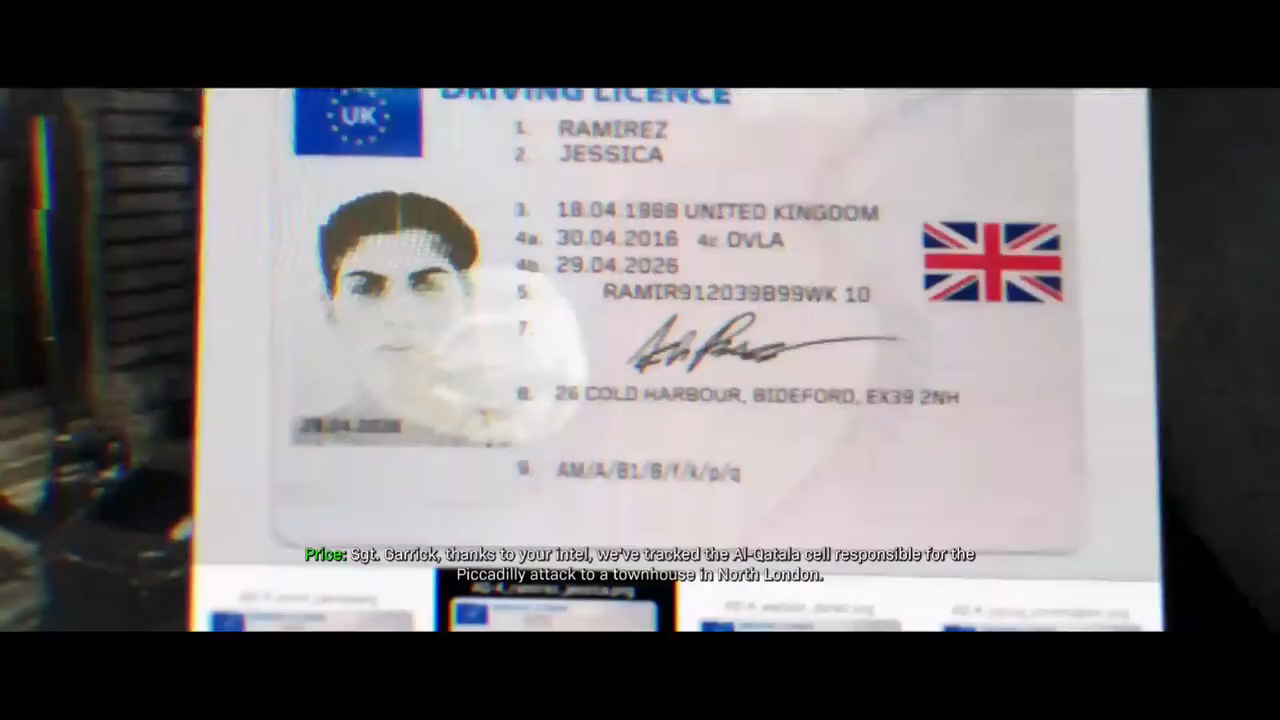 DRIVING LICENCE
UK
1. RAMIREZ
2. JESSICA
3. 18.04.1988 UNITED KINGDOM
4a. 30.04.2016 4c. DVLA
4b. 29.04.2026
5. RAMIR912039B99WK 10
7.
8. 26 COLD HARBOUR, BIDEFORD, EX39 2NH
9. AM/A/B1/B/f/k/p/q
Price: Sgt. Garrick, thanks to your intel, we've tracked the Al-Qatala cell responsible for the
Piccadilly attack to a townhouse in North London.